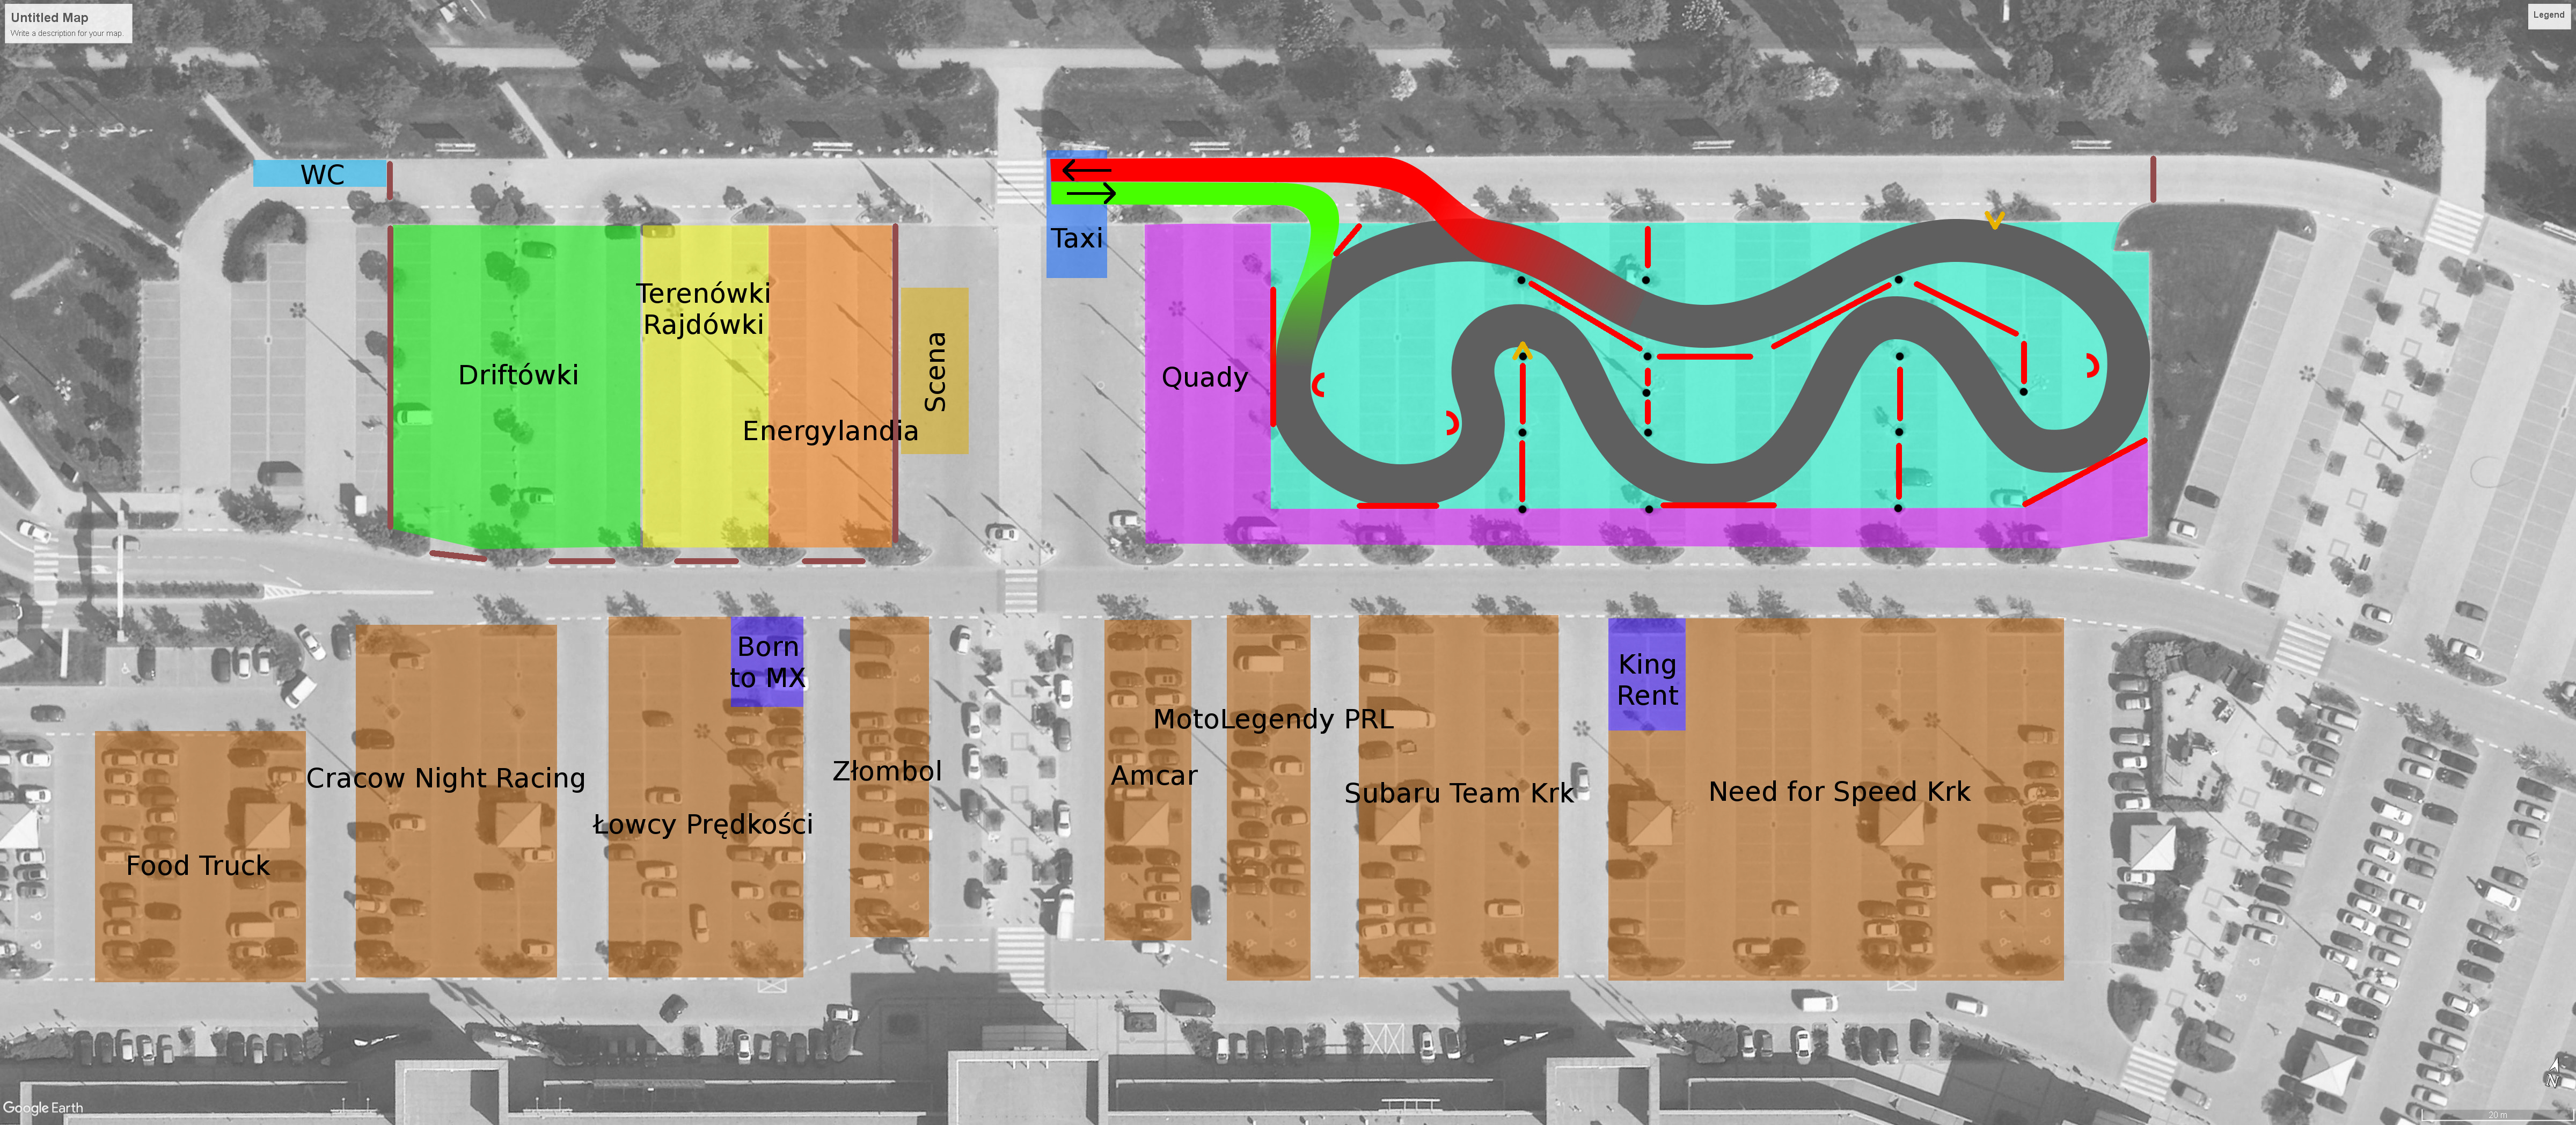 Untitled Map
Write a description for your map.
Legend
WC
Taxi
Terenówki
Rajdówki
Driftówki
Scena
Quady
Energylandia
Born
to MX
King
Rent
MotoLegendy PRL
Cracow Night Racing
Złombol
Amcar
Subaru Team Krk
Need for Speed Krk
Łowcy Prędkości
Food Truck
N
Google Earth
20 m